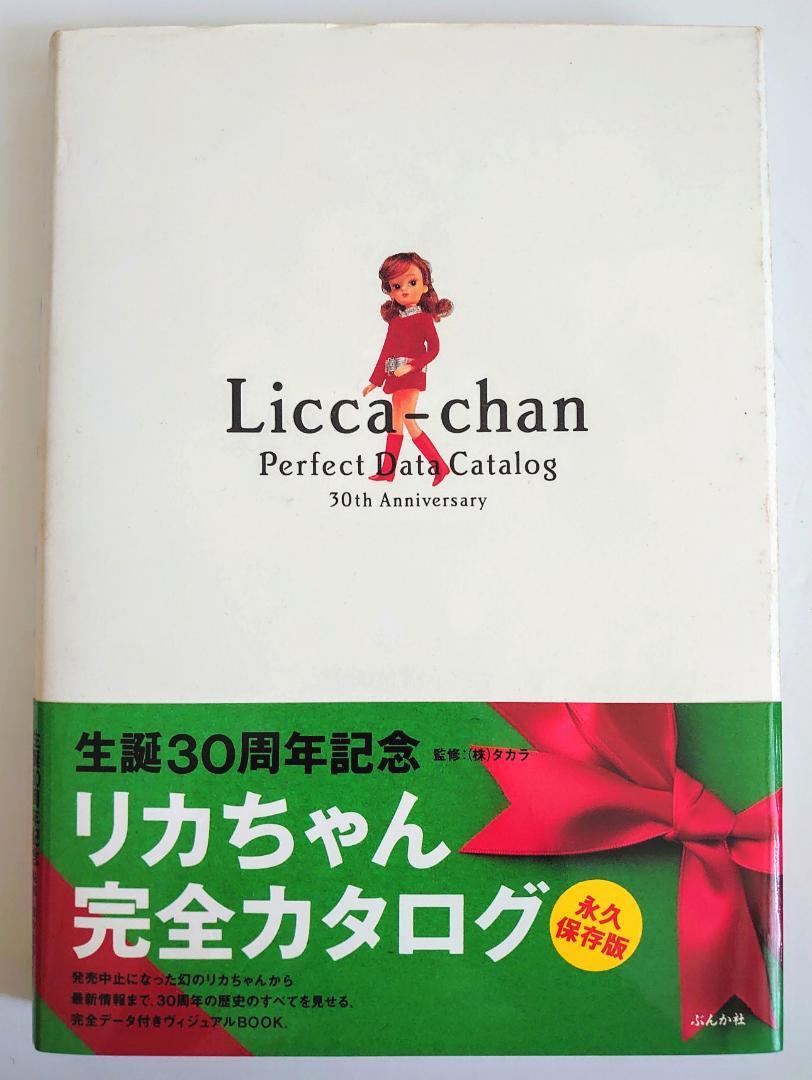 Licca-chan
Perfect Data Catalog
30th Anniversary
生誕30周年記念 監修:(株)タカラ
リカちゃん
完全カタログ
永久
保存版
発売中止になった幻のリカちゃんから
最新情報まで、30周年の歴史のすべてを見せる、
完全データ付きヴィジュアルBOOK。
ぶんか社